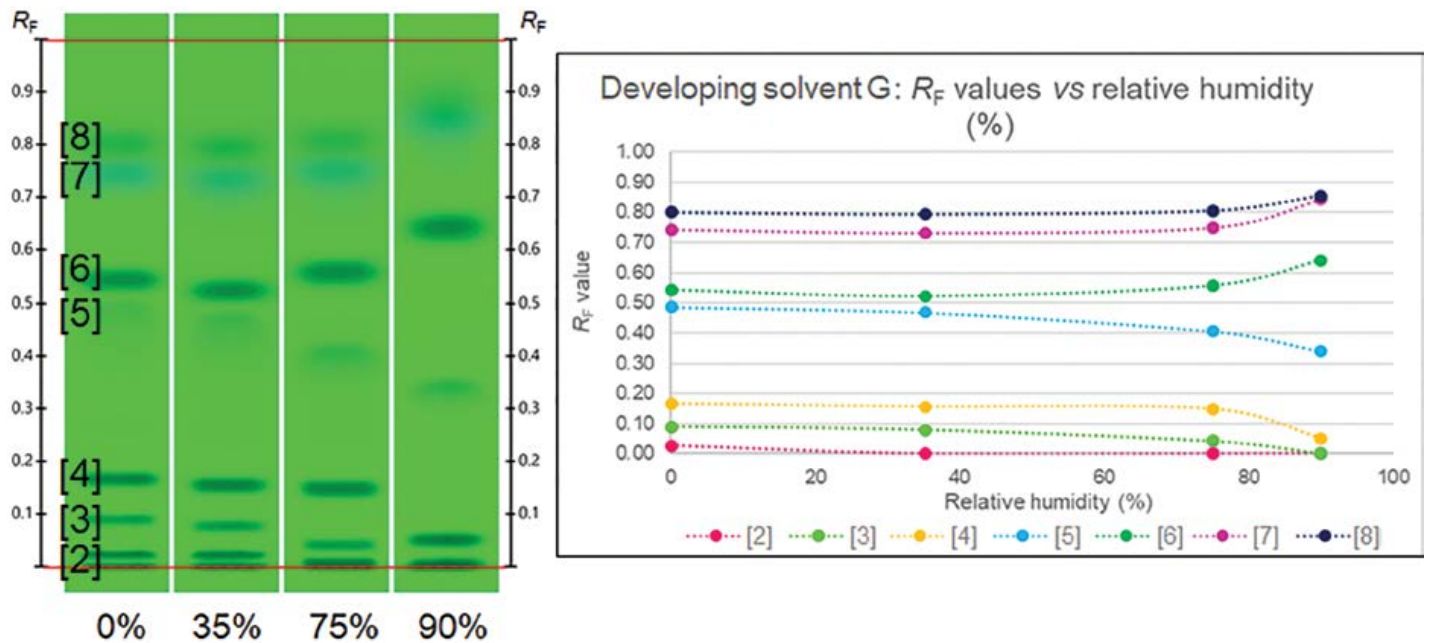 RF RF
0.9 0.9
[8] 0.8 0.8
[7] 0.7 0.7
[6] 0.6 0.6
[5] 0.5 0.5
0.4 0.4
0.3 0.3
[4] 0.2 0.2
[3] 0.1 0.1
[2]
0% 35% 75% 90%
Developing solvent G: RF values vs relative humidity
(%)
1.00
0.90
0.80
0.70
0.60
0.50
0.40
0.30
0.20
0.10
0.00
RF value
0 20 40 60 80 100
Relative humidity (%)
[2] [3] [4] [5] [6] [7] [8]